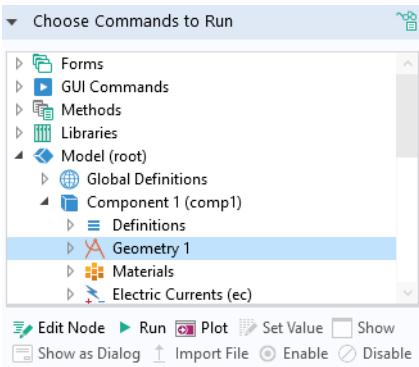 Choose Commands to Run
Forms
GUI Commands
Methods
Libraries
Model (root)
Global Definitions
Component 1 (comp1)
Definitions
Geometry 1
Materials
Electric Currents (ec)
Edit Node Run Plot Set Value Show
Show as Dialog Import File Enable Disable